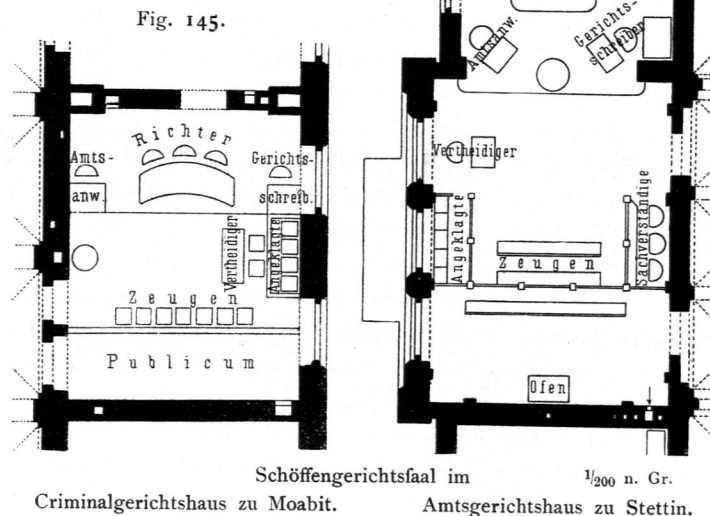 Fig. 145.
Richter
Amts-
anw.
Gerichts-
schreib.
Vertheidiger
Angeklagte
Zeugen
Publicum
Amtsanw.
Gerichts-
schreiber
Vertheidiger
Angeklagte
Zeugen
Sachverständige
Ofen
Schöffengerichtsſaal im
1/200 n. Gr.
Criminalgerichtshaus zu Moabit.
Amtsgerichtshaus zu Stettin.